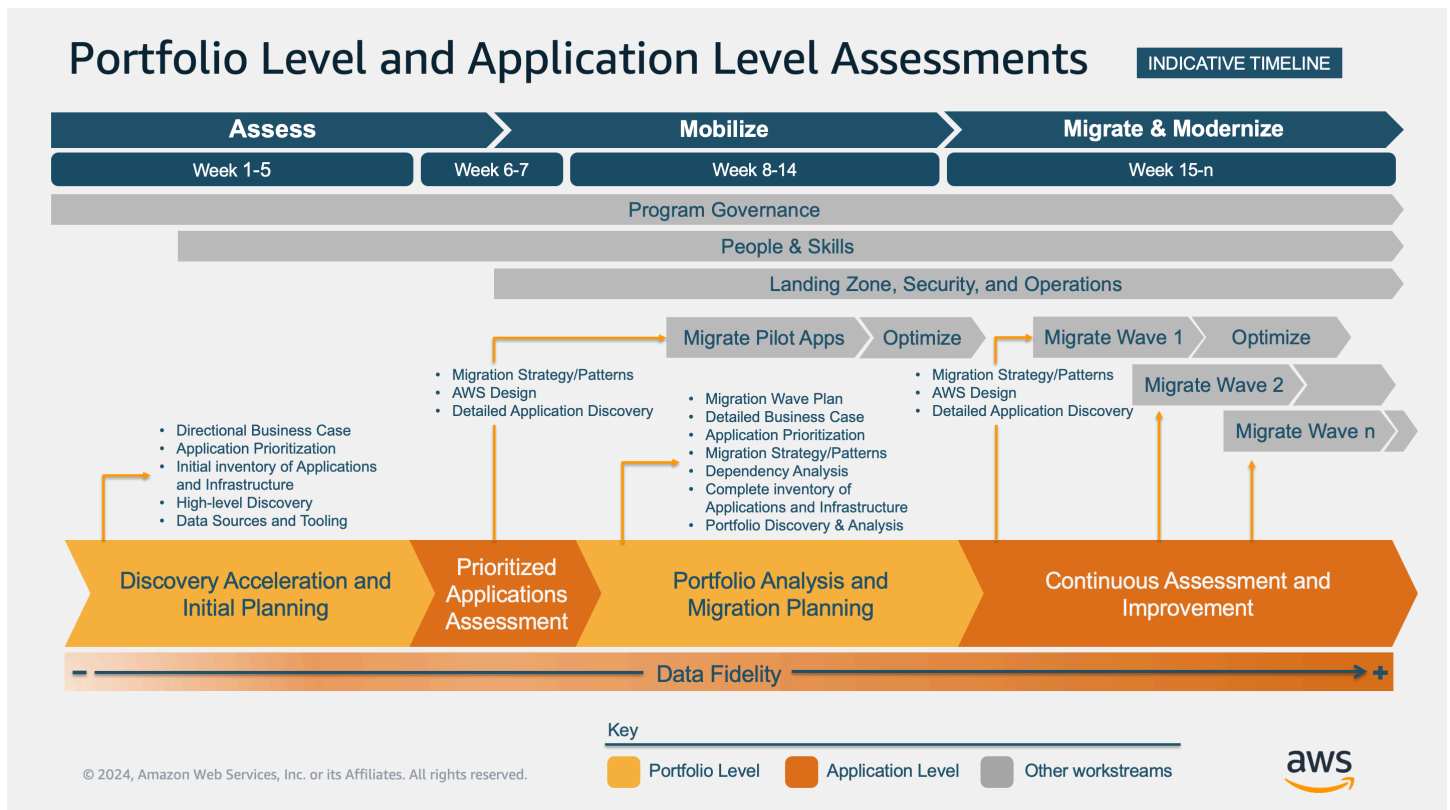 Portfolio Level and Application Level Assessments
INDICATIVE TIMELINE
Assess
Mobilize
Migrate & Modernize
Week 1-5
Week 6-7
Week 8-14
Week 15-n
Program Governance
People & Skills
Landing Zone, Security, and Operations
Migrate Pilot Apps
Optimize
Migrate Wave 1
Optimize
Migrate Wave 2
Migrate Wave n
• Directional Business Case
• Application Prioritization
• Initial inventory of Applications
and Infrastructure
• High-level Discovery
• Data Sources and Tooling
• Migration Strategy/Patterns
• AWS Design
• Detailed Application Discovery
• Migration Wave Plan
• Detailed Business Case
• Application Prioritization
• Migration Strategy/Patterns
• Dependency Analysis
• Complete inventory of
Applications and Infrastructure
• Portfolio Discovery & Analysis
• Migration Strategy/Patterns
• AWS Design
• Detailed Application Discovery
Discovery Acceleration and
Initial Planning
Prioritized
Applications
Assessment
Portfolio Analysis and
Migration Planning
Continuous Assessment and
Improvement
- Data Fidelity +
Key
Portfolio Level
Application Level
Other workstreams
© 2024, Amazon Web Services, Inc. or its Affiliates. All rights reserved.
aws